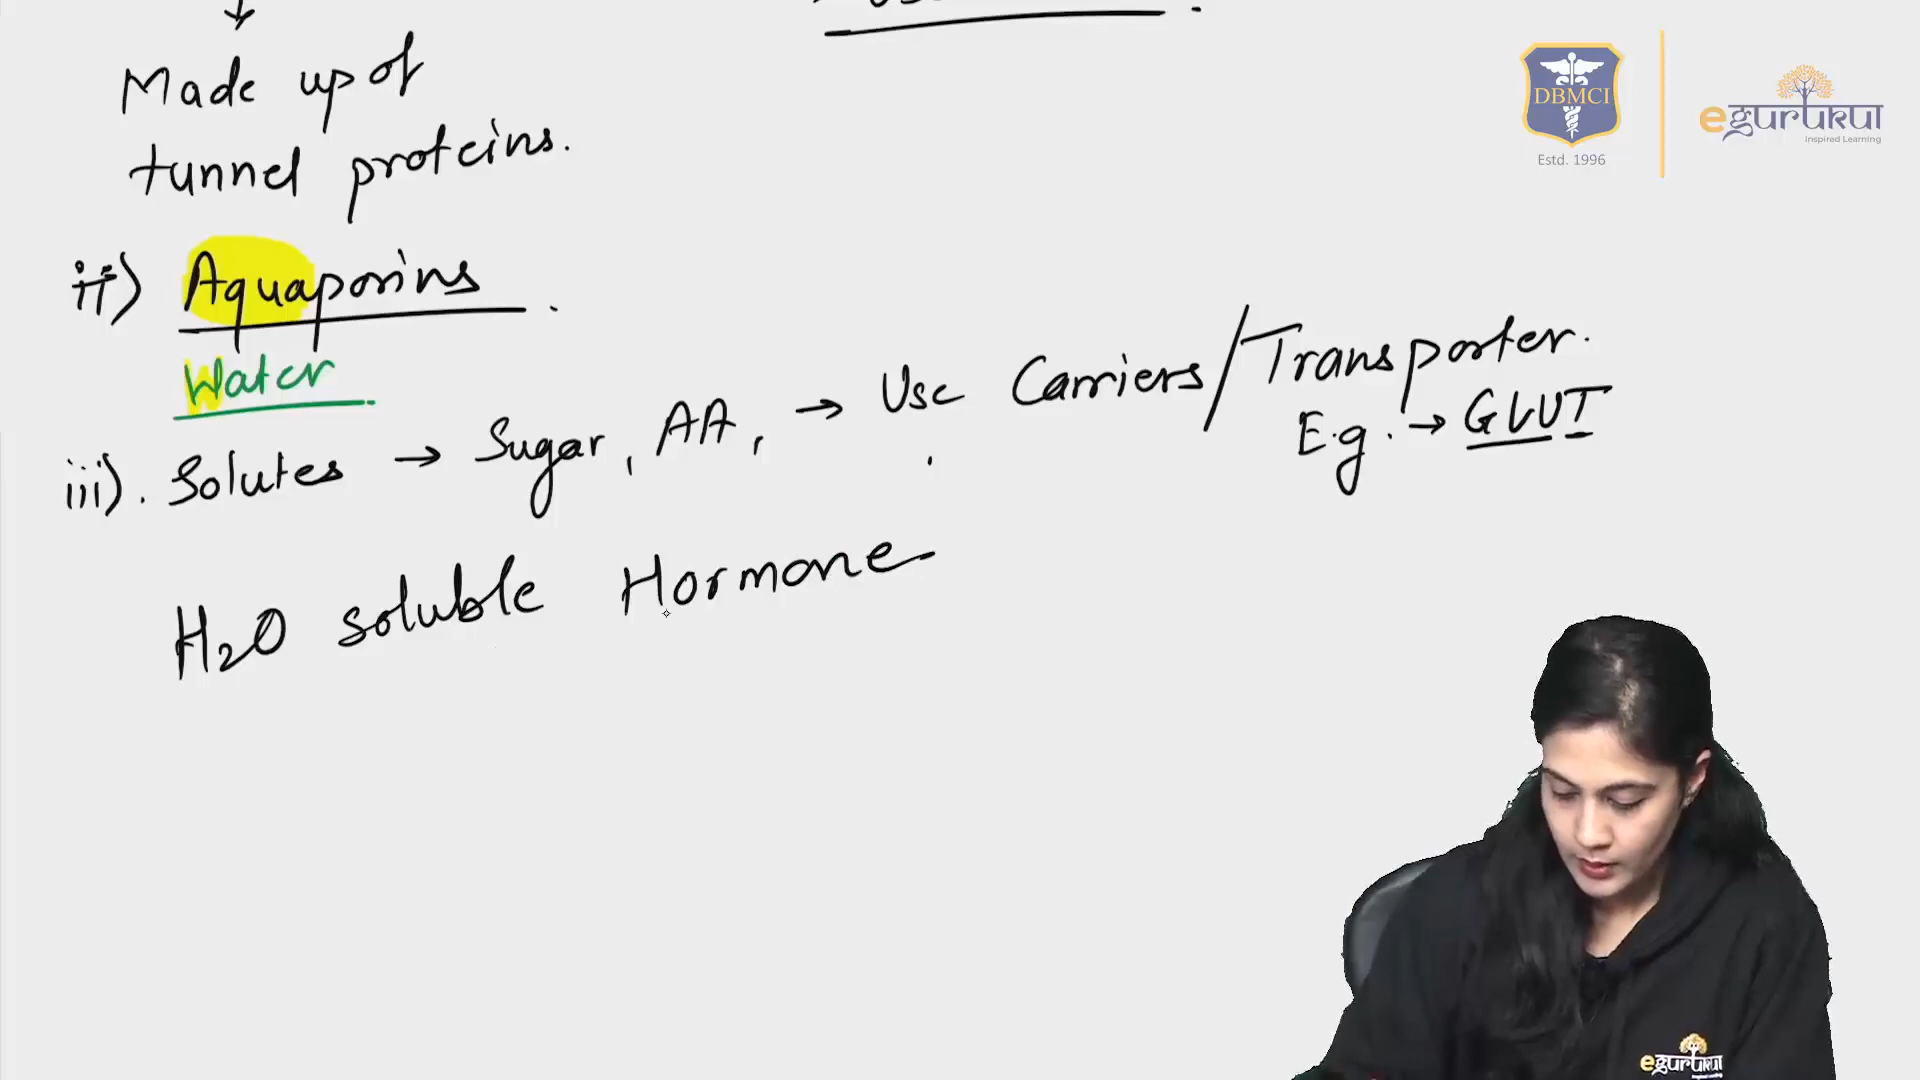 Made up of
tunnel proteins.
ii) Aquaporins.
Water
iii). Solutes → Sugar, AA, → Use Carriers/Transporter.
E.g. → GLUT
H₂O soluble Hormone
DBMCI
Estd. 1996
eGurukul
Inspired Learning
eGurukul